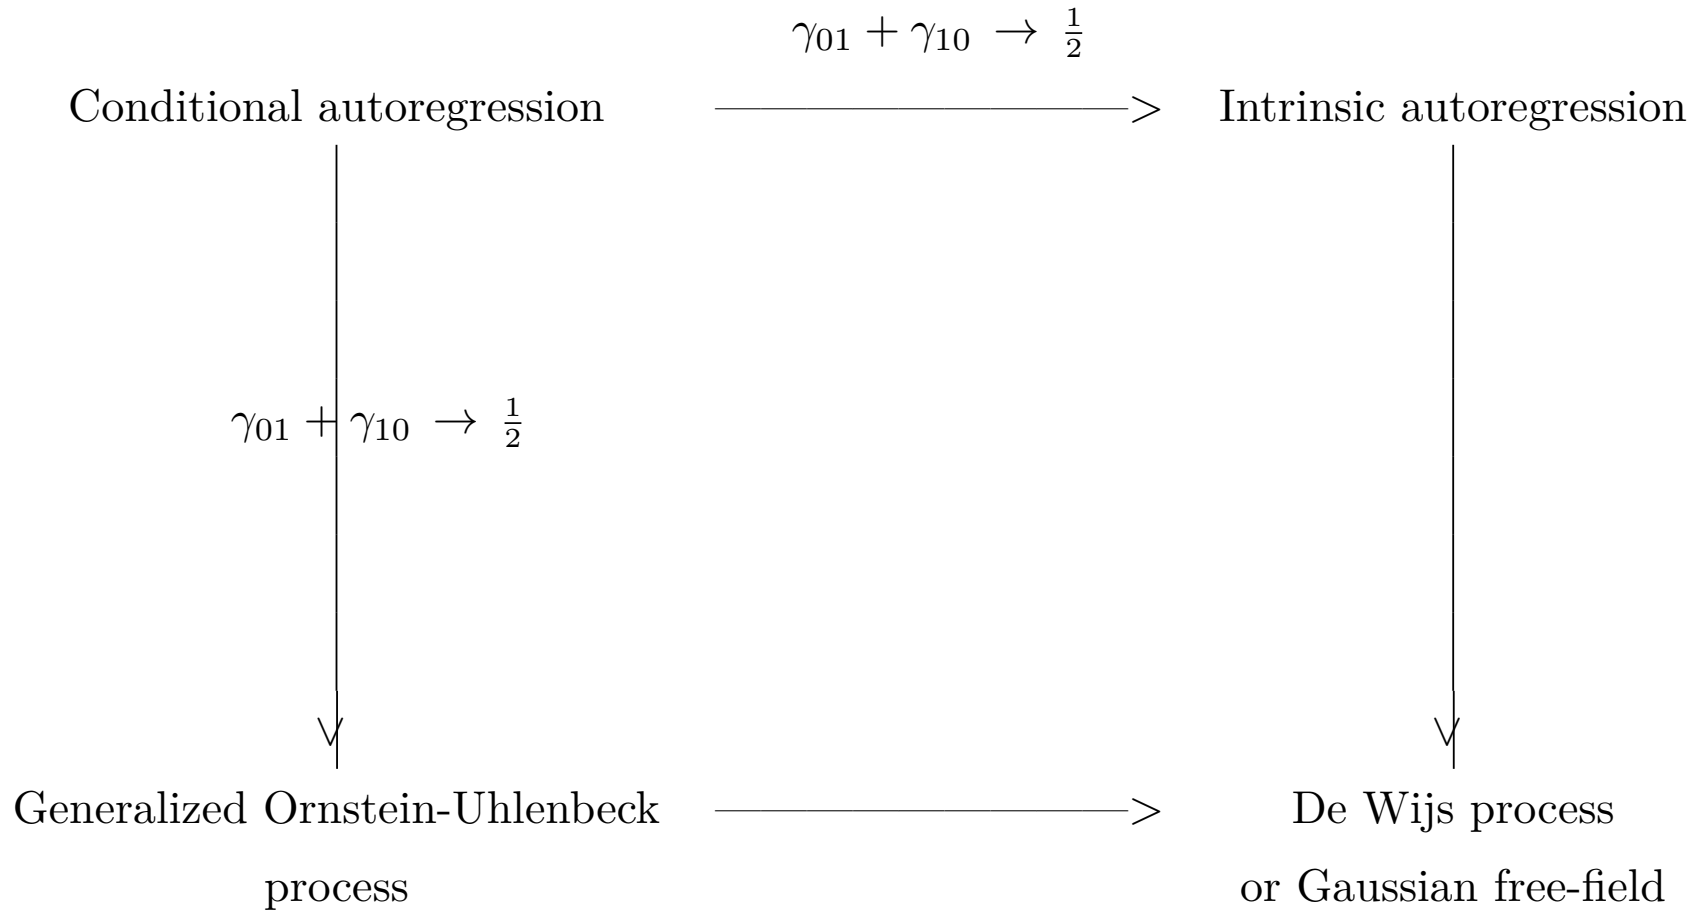 γ₀₁ + γ₁₀ → ½
Conditional autoregression ———> Intrinsic autoregression
γ₀₁ + γ₁₀ → ½
Generalized Ornstein-Uhlenbeck ———> De Wijs process
process or Gaussian free-field